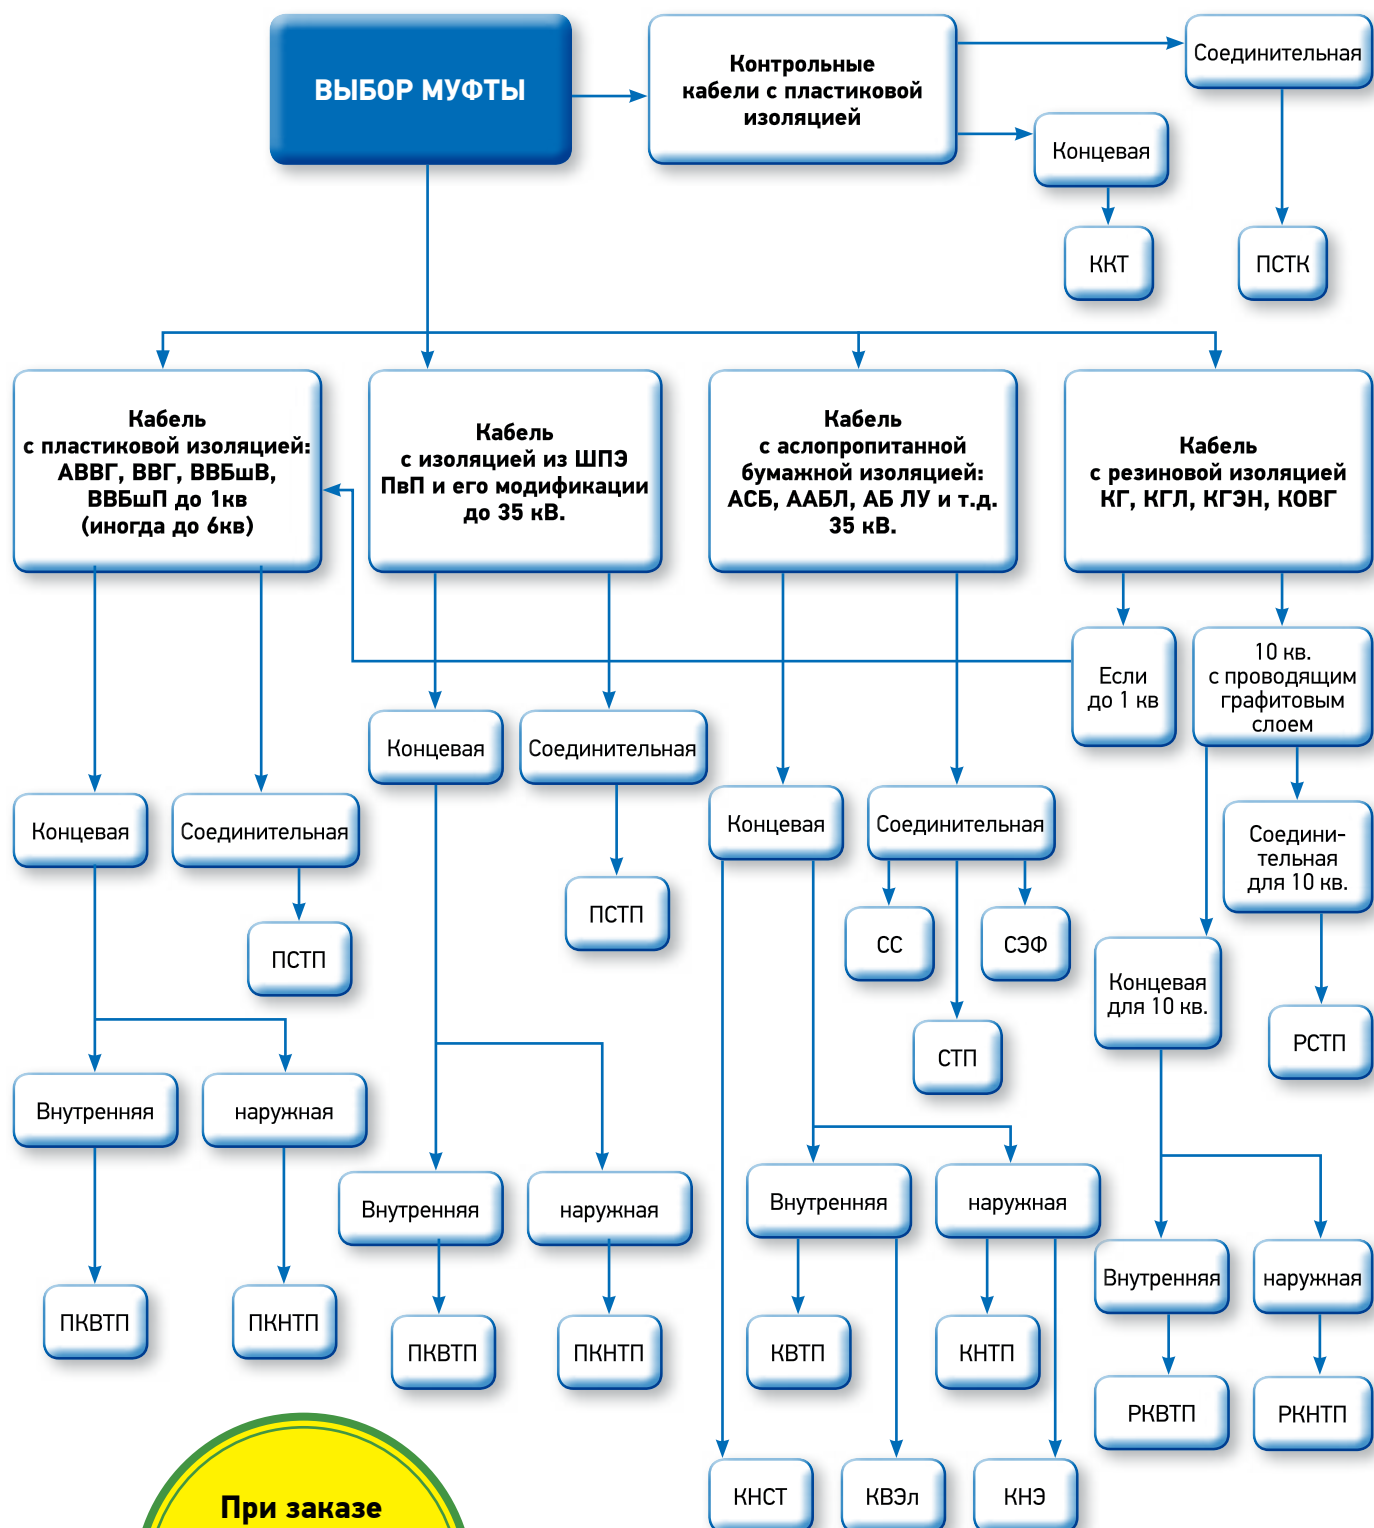 ВЫБОР МУФТЫ
Контрольные
кабели с пластиковой
изоляцией
Соединительная
Концевая
ККТ
ПСТК
Кабель
с пластиковой изоляцией:
АВВГ, ВВГ, ВВБшВ,
ВВБшП до 1кв
(иногда до 6кв)
Кабель
с изоляцией из ШПЭ
ПвП и его модификации
до 35 кВ.
Кабель
с аслопропитанной
бумажной изоляцией:
АСБ, ААБЛ, АБ ЛУ и т.д.
35 кВ.
Кабель
с резиновой изоляцией
КГ, КГЛ, КГЭН, КОВГ
Если
до 1 кв
10 кв.
с проводящим
графитовым
слоем
Концевая
Соединительная
Концевая
Соединительная
Концевая
Соединительная
Соедини-
тельная
для 10 кв.
ПСТП
ПСТП
СС
СЭФ
СТП
Концевая
для 10 кв.
РСТП
Внутренняя
наружная
Внутренняя
наружная
Внутренняя
наружная
Внутренняя
наружная
ПКВТП
ПКНТП
ПКВТП
ПКНТП
КВТП
КНТП
РКВТП
РКНТП
КНСТ
КВЭл
КНЭ
При заказе